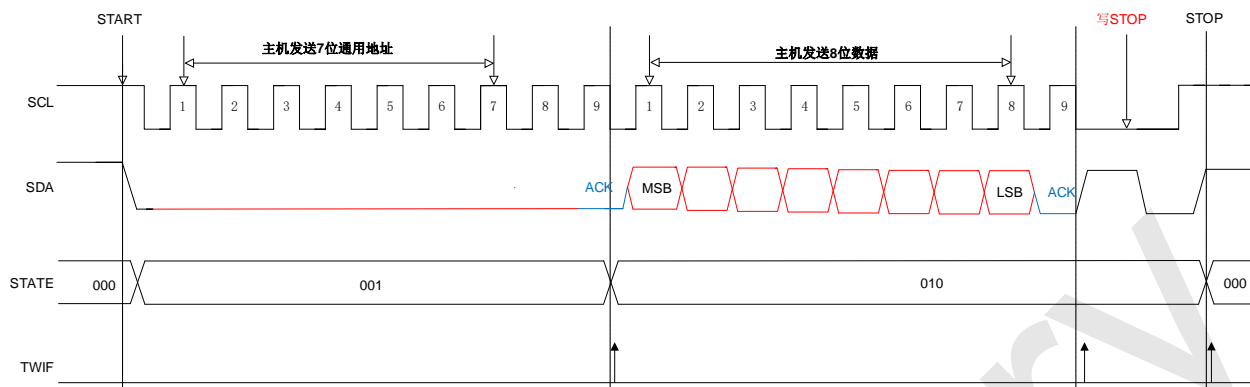 START 写STOP STOP
主机发送7位通用地址 主机发送8位数据
SCL 1 2 3 4 5 6 7 8 9 1 2 3 4 5 6 7 8 9
SDA ACK MSB LSB ACK
STATE 000 001 010 000
TWIF